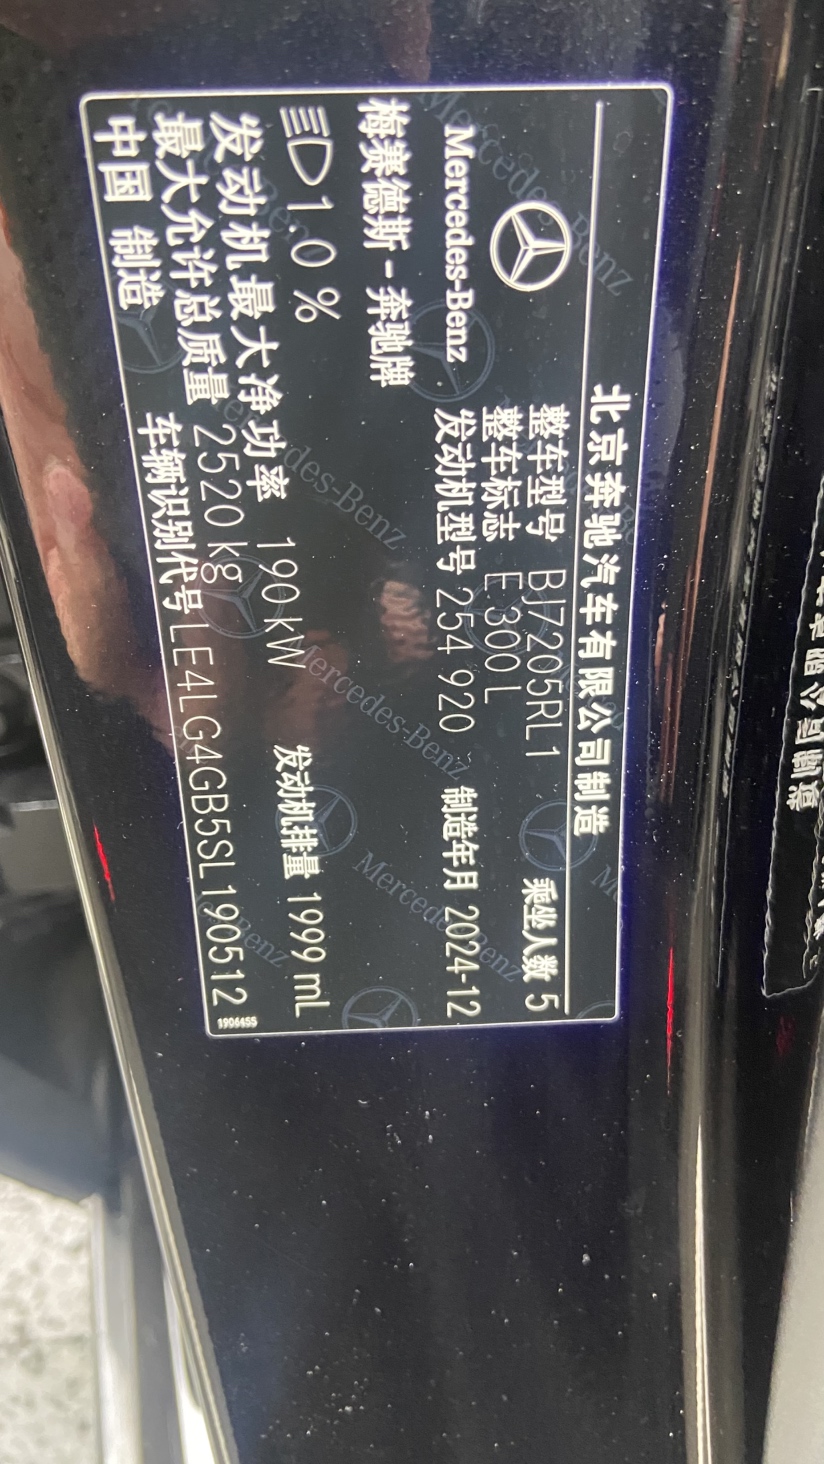 北京奔驰汽车有限公司制造
整车型号 BJ7205RL1 乘坐人数 5
Mercedes-Benz 整车标志 E 300 L
发动机型号 254 920 制造年月 2024-12
梅赛德斯-奔驰牌
1.0 %
发动机最大净功率 190 kW 发动机排量 1999 mL
最大允许总质量 2520 kg
中国 制造 车辆识别代号 LE4LG4GB5SL190512
1906455